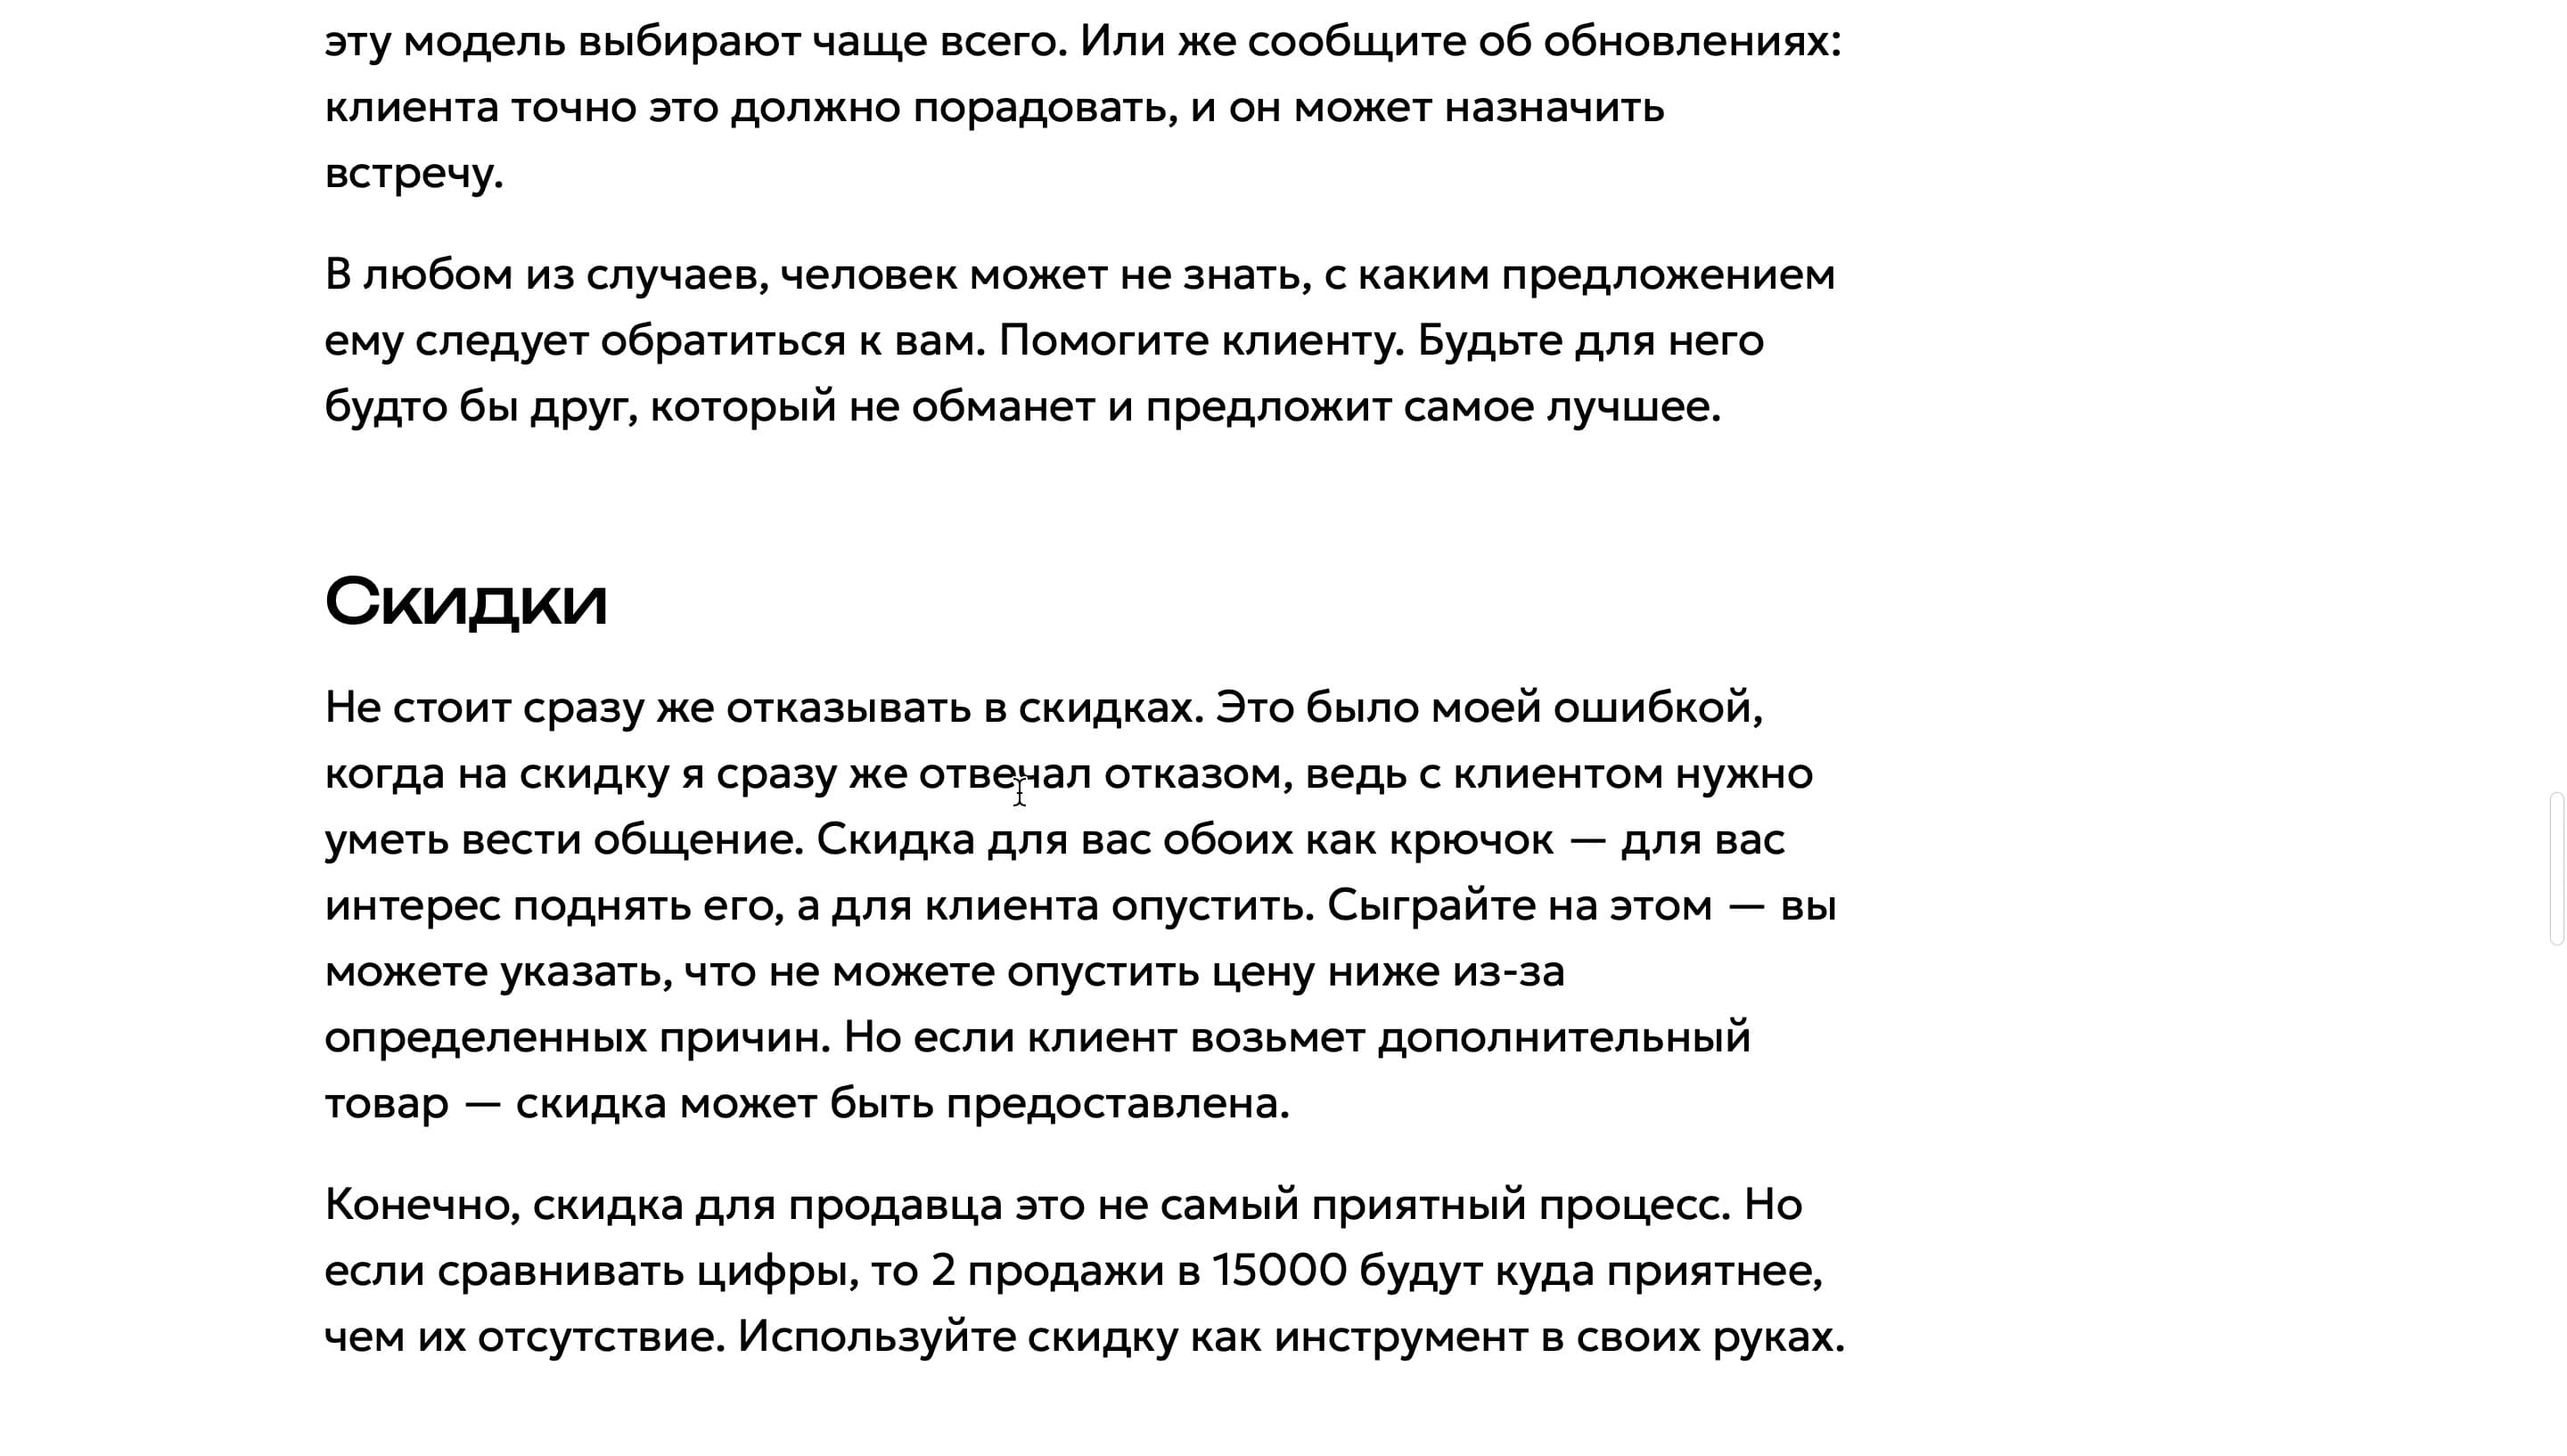 эту модель выбирают чаще всего. Или же сообщите об обновлениях:
клиента точно это должно порадовать, и он может назначить
встречу.
В любом из случаев, человек может не знать, с каким предложением
ему следует обратиться к вам. Помогите клиенту. Будьте для него
будто бы друг, который не обманет и предложит самое лучшее.
Скидки
Не стоит сразу же отказывать в скидках. Это было моей ошибкой,
когда на скидку я сразу же отвечал отказом, ведь с клиентом нужно
уметь вести общение. Скидка для вас обоих как крючок — для вас
интерес поднять его, а для клиента опустить. Сыграйте на этом — вы
можете указать, что не можете опустить цену ниже из-за
определенных причин. Но если клиент возьмет дополнительный
товар — скидка может быть предоставлена.
Конечно, скидка для продавца это не самый приятный процесс. Но
если сравнивать цифры, то 2 продажи в 15000 будут куда приятнее,
чем их отсутствие. Используйте скидку как инструмент в своих руках.